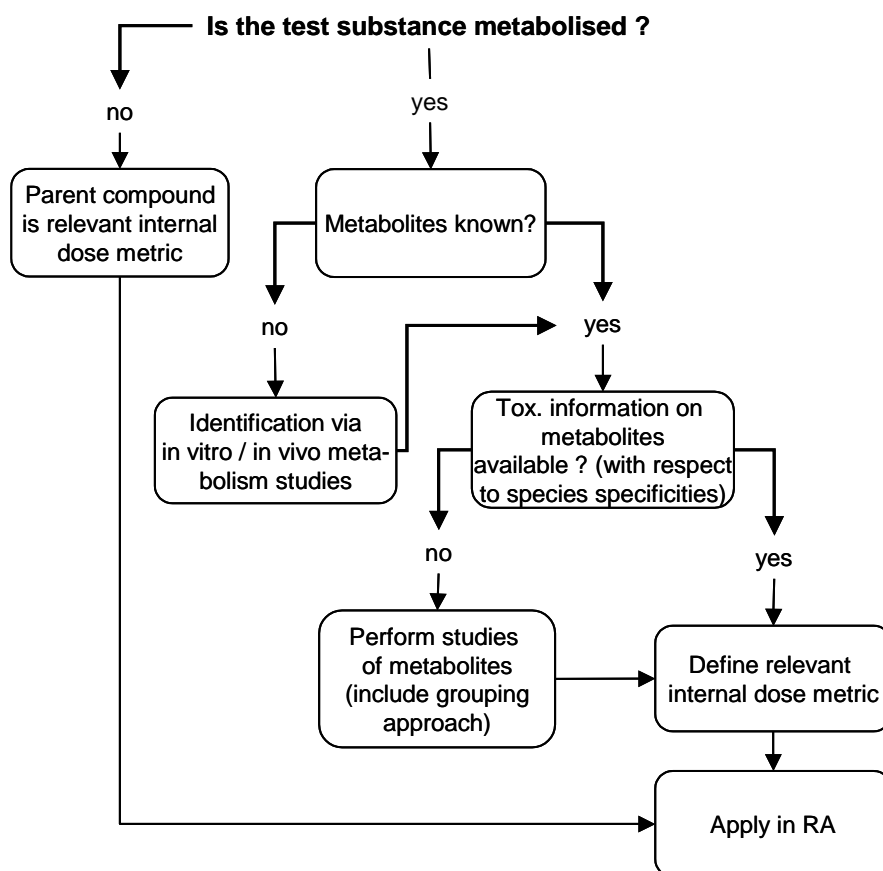 Is the test substance metabolised ?
no
yes
Parent compound
is relevant internal
dose metric
Metabolites known?
no
yes
Identification via
in vitro / in vivo meta-
bolism studies
Tox. information on
metabolites
available ? (with respect
to species specificities)
no
yes
Perform studies
of metabolites
(include grouping
approach)
Define relevant
internal dose metric
Apply in RA